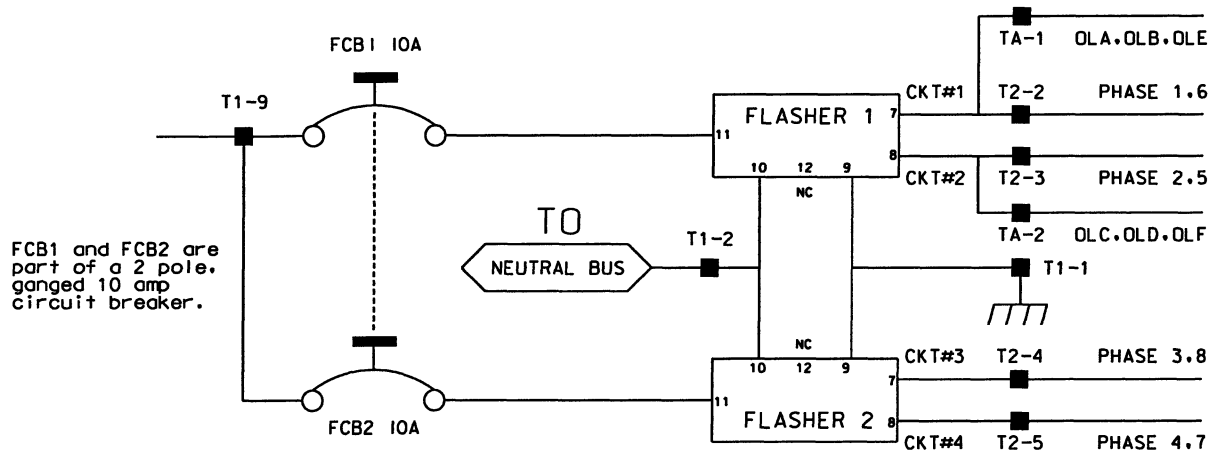 FCB1 10A
T1-9
TA-1 OLA.OLB.OLE
CKT#1 T2-2 PHASE 1.6
FLASHER 1
7
11
8
10 12 9
NC
CKT#2 T2-3 PHASE 2.5
TA-2 OLC.OLD.OLF
TO
NEUTRAL BUS
T1-2
T1-1
FCB1 and FCB2 are
part of a 2 pole.
ganged 10 amp
circuit breaker.
NC
10 12 9
CKT#3 T2-4 PHASE 3.8
7
11
FLASHER 2
8
FCB2 10A
CKT#4 T2-5 PHASE 4.7